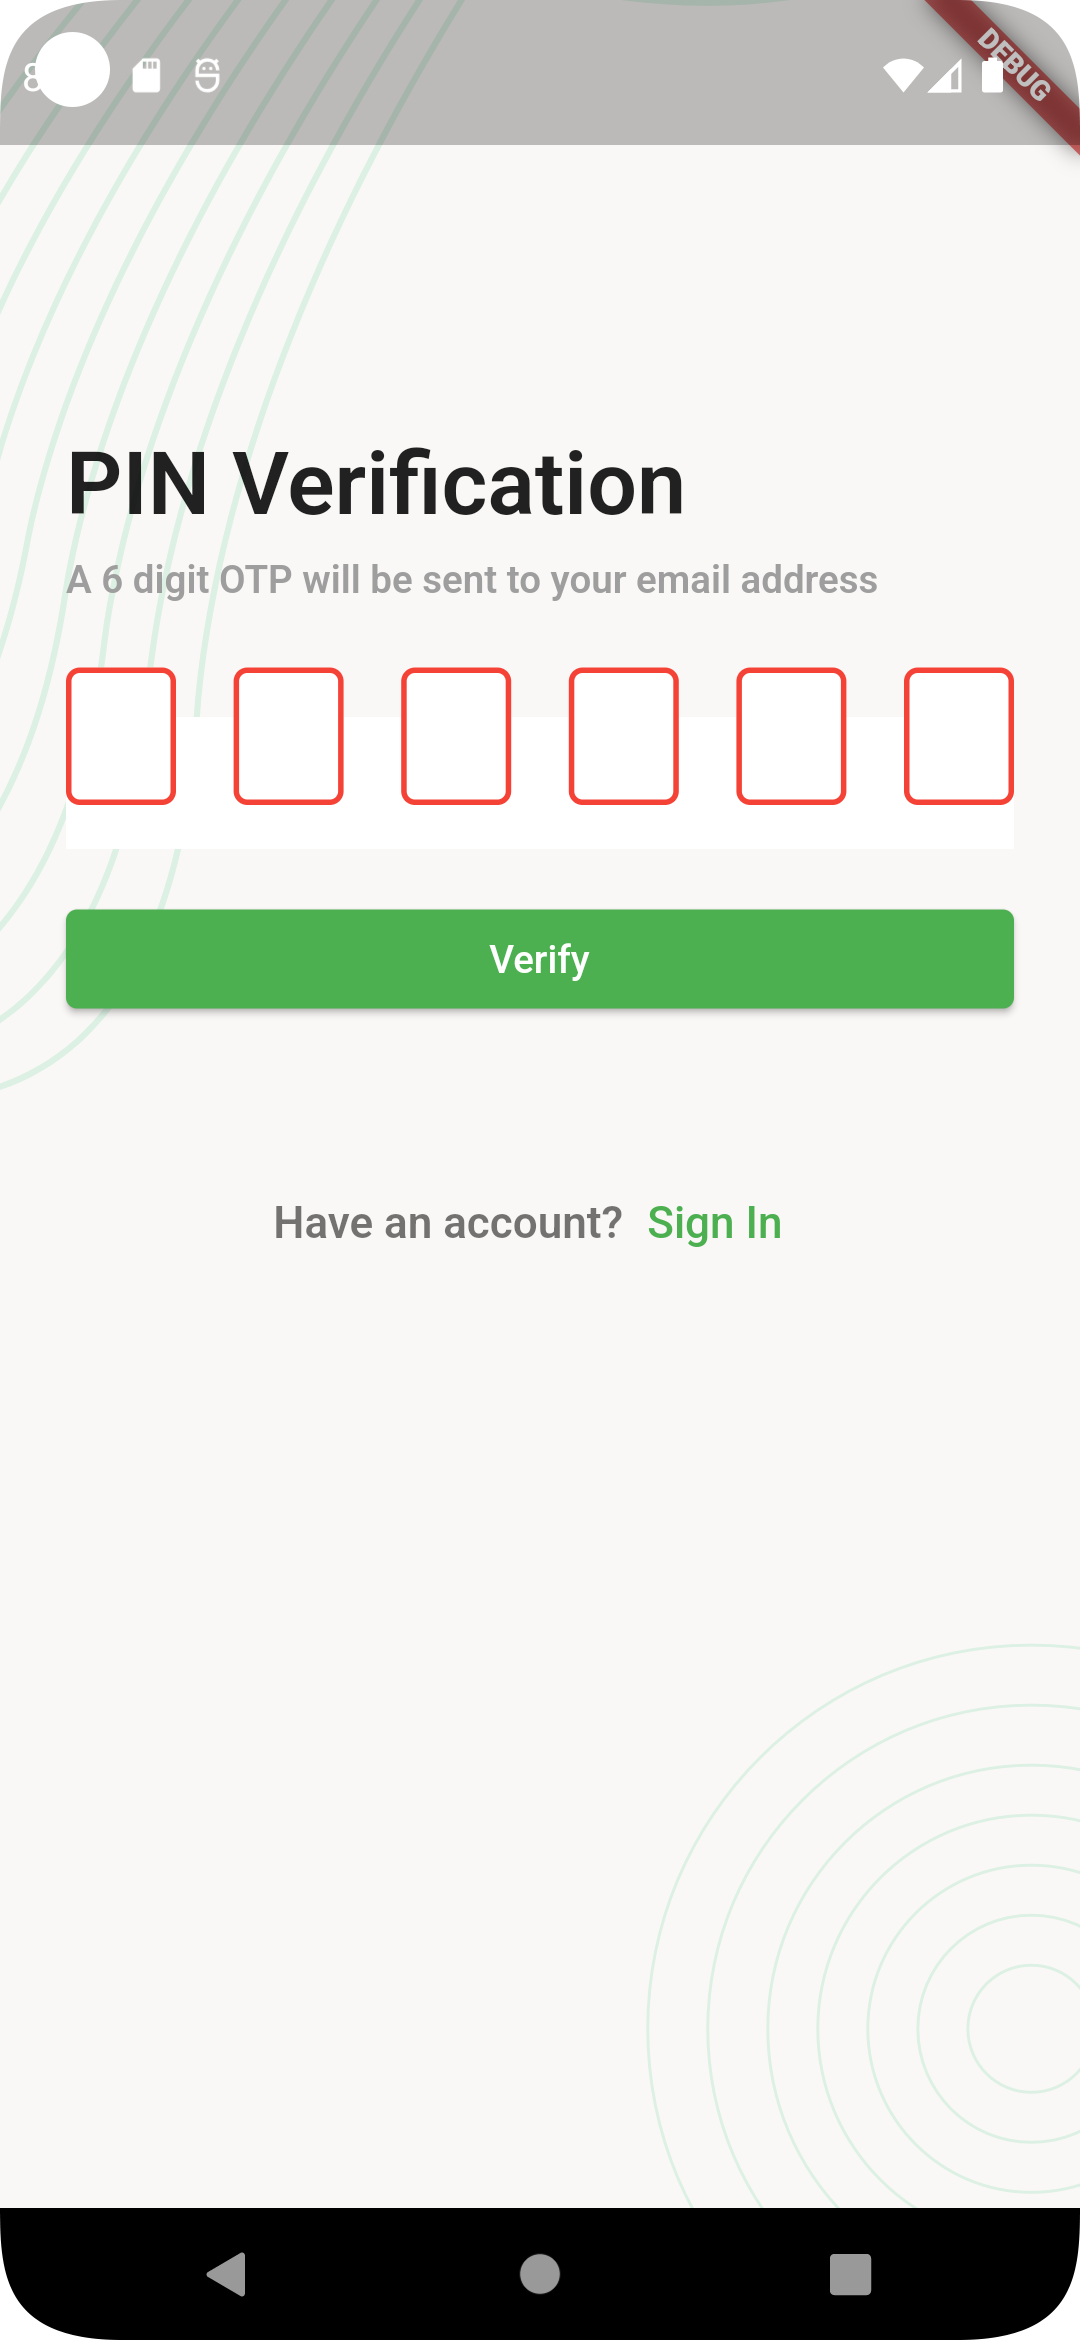 DEBUG
PIN Verification
A 6 digit OTP will be sent to your email address
Verify
Have an account? Sign In